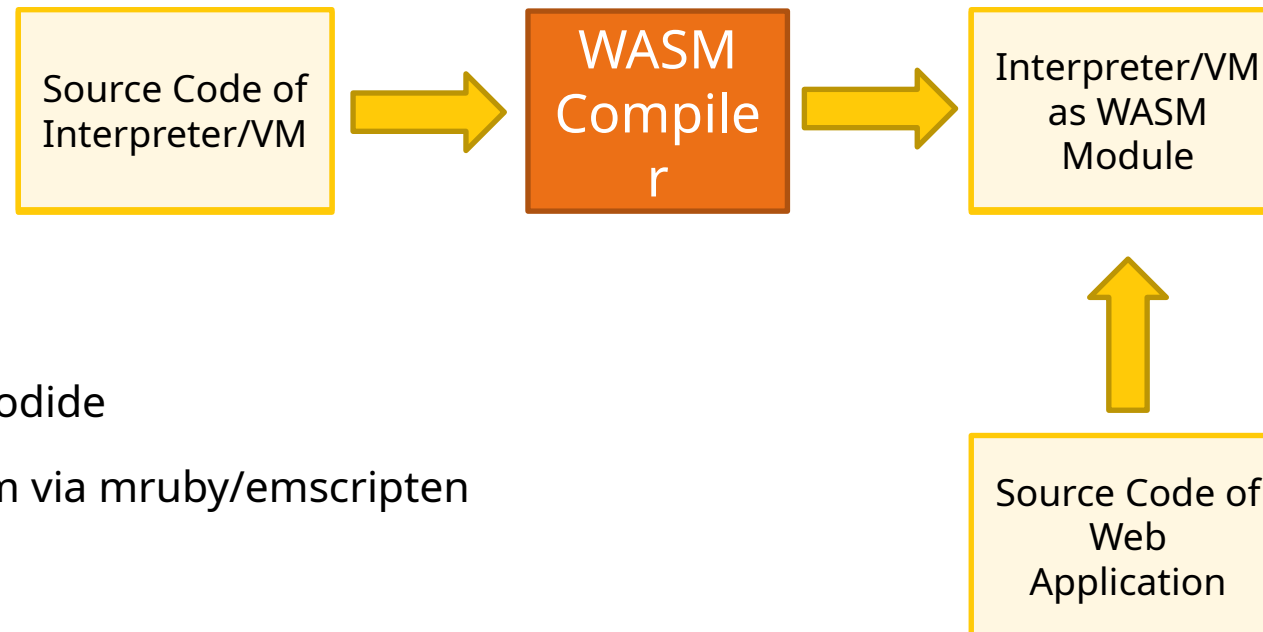 Source Code of
Interpreter/VM
WASM
Compile
r
Interpreter/VM
as WASM
Module
odide
via mruby/emscripten
Source Code of
Web
Application